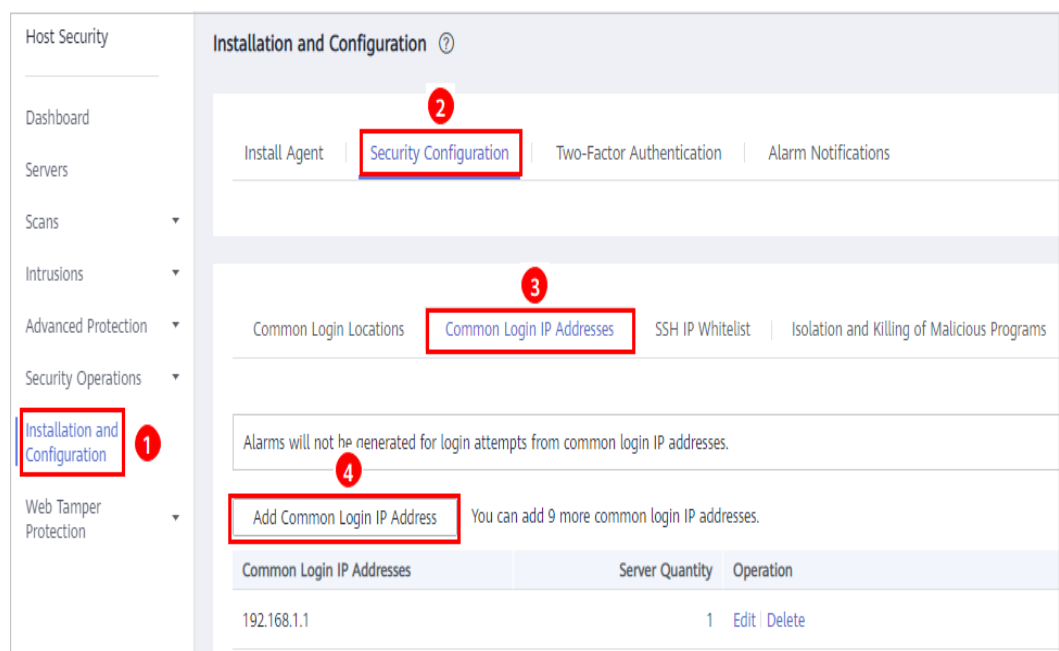 Host Security
Dashboard
Servers
Scans
Intrusions
Advanced Protection
Security Operations
Installation and
Configuration
1
Web Tamper
Protection
Installation and Configuration ?
2
Install Agent
Security Configuration
Two-Factor Authentication
Alarm Notifications
3
Common Login Locations
Common Login IP Addresses
SSH IP Whitelist
Isolation and Killing of Malicious Programs
Alarms will not be generated for login attempts from common login IP addresses.
4
Add Common Login IP Address
You can add 9 more common login IP addresses.
Common Login IP Addresses Server Quantity Operation
192.168.1.1 1 Edit Delete